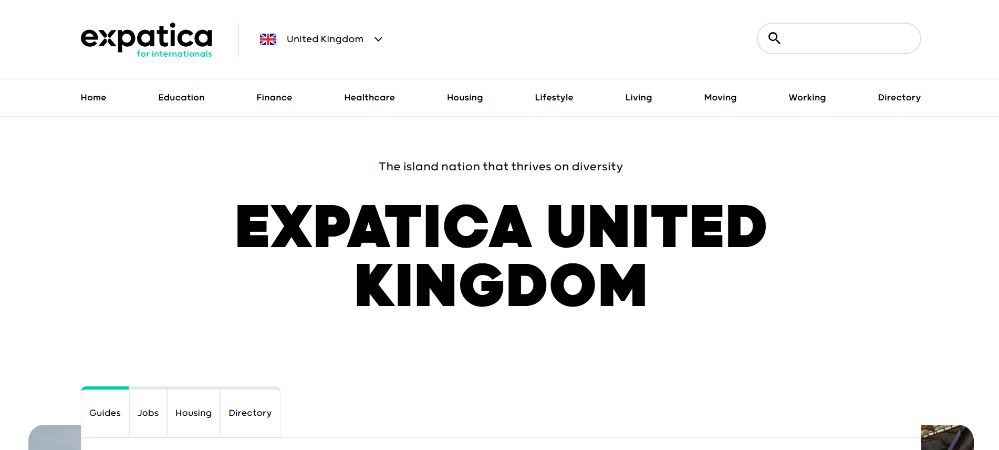 expatica
for internationals
United Kingdom
Home Education Finance Healthcare Housing Lifestyle Living Moving Working Directory
The island nation that thrives on diversity
EXPATICA UNITED
KINGDOM
Guides Jobs Housing Directory